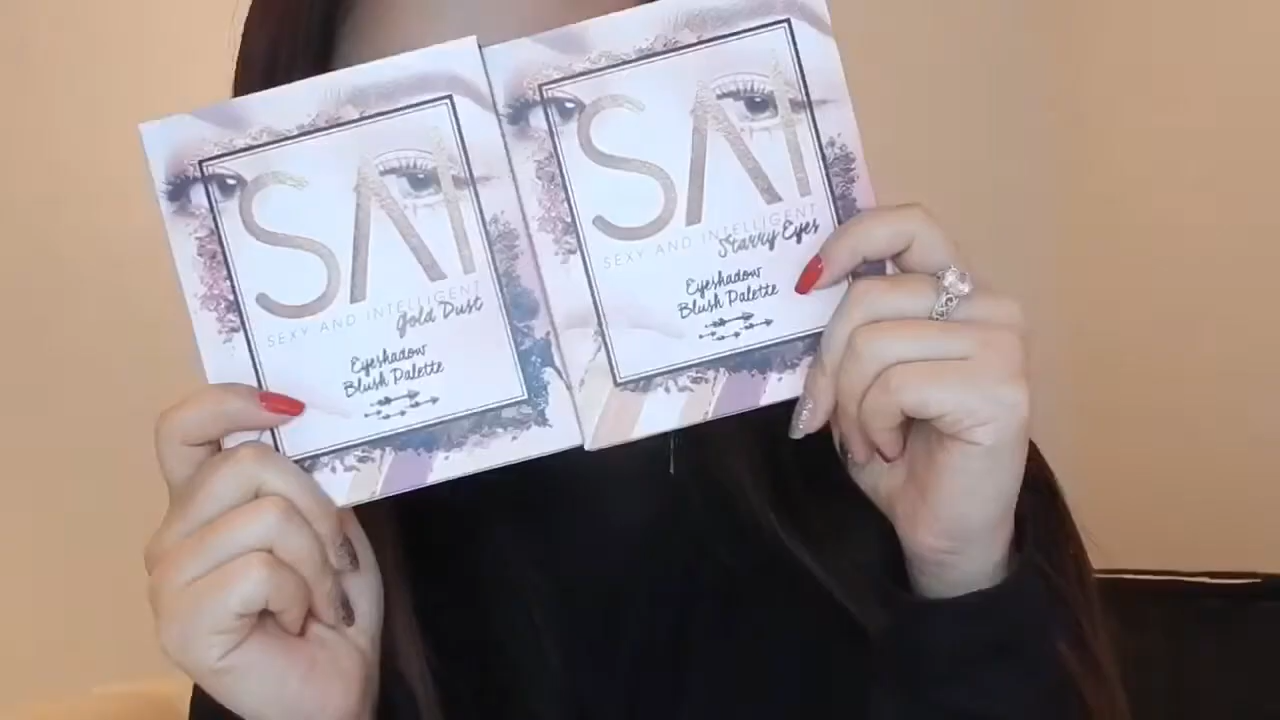 SAI
SEXY AND INTELLIGENT
Gold Dust
Eyeshadow
Blush Palette
SAI
SEXY AND INTELLIGENT
Starry Eyes
Eyeshadow
Blush Palette